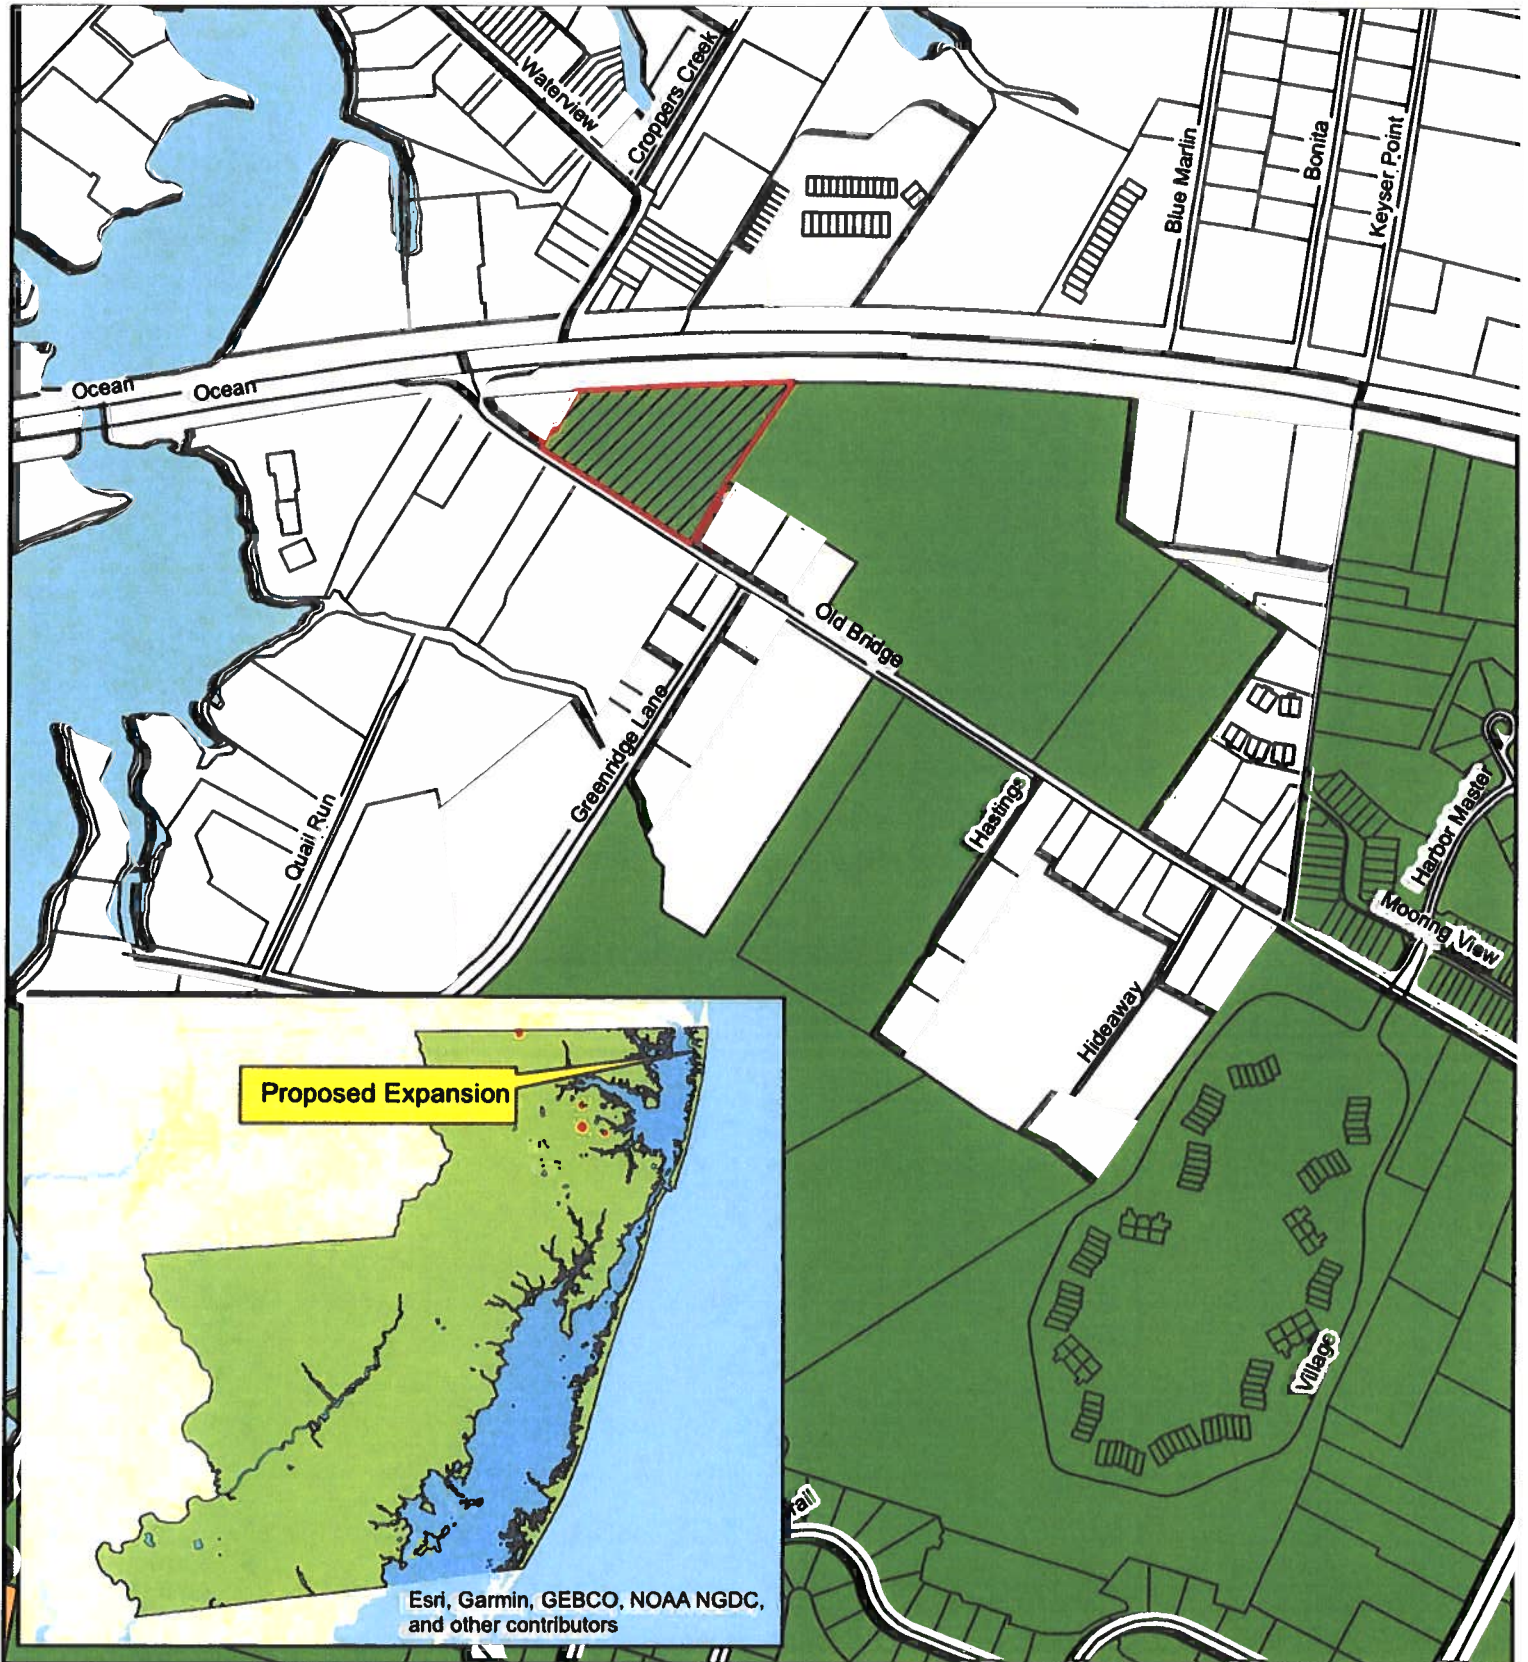 Waterview
Croppers Creek
Blue Marlin
Bonita
Keyser Point
Ocean
Ocean
Old Bridge
Greenridge Lane
Quail Run
Hastings
Harbor Master
Mooring View
Hideaway
Village
Proposed Expansion
Esri, Garmin, GEBCO, NOAA NGDC,
and other contributors